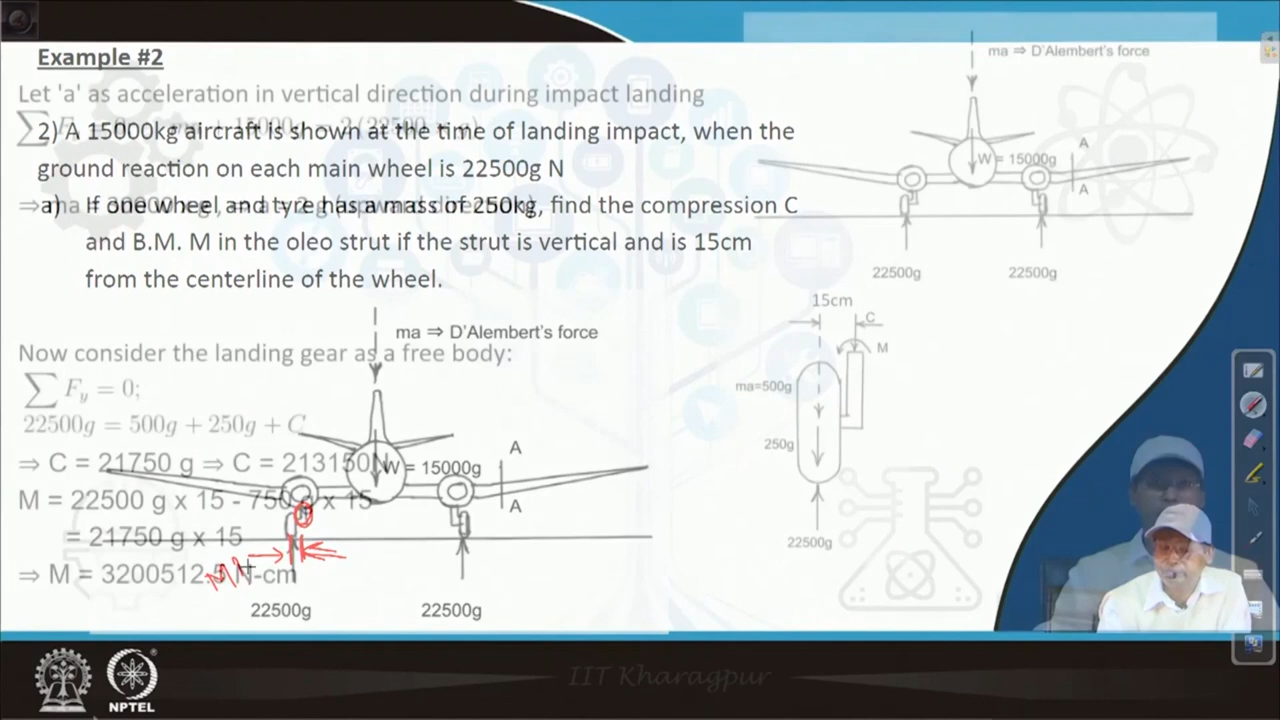 Example #2
Let 'a' as acceleration in vertical direction during impact landing
2) A 15000kg aircraft is shown at the time of landing impact, when the
ground reaction on each main wheel is 22500g N
a) If one wheel and tyre has a mass of 250kg, find the compression C
and B.M. M in the oleo strut if the strut is vertical and is 15cm
from the centerline of the wheel.
ma ⇒ D'Alembert's force
Now consider the landing gear as a free body:
∑ F_y = 0;
22500g = 500g + 250g + C
⇒ C = 21750 g ⇒ C = 213150N
M = 22500 g x 15 - 750 g x 15
= 21750 g x 15
⇒ M = 3200512.5 N-cm
W = 15000g
A
A
22500g
22500g
ma ⇒ D'Alembert's force
A
W = 15000g
A
22500g
22500g
15cm
C
M
ma=500g
250g
22500g
IIT Kharagpur
NPTEL